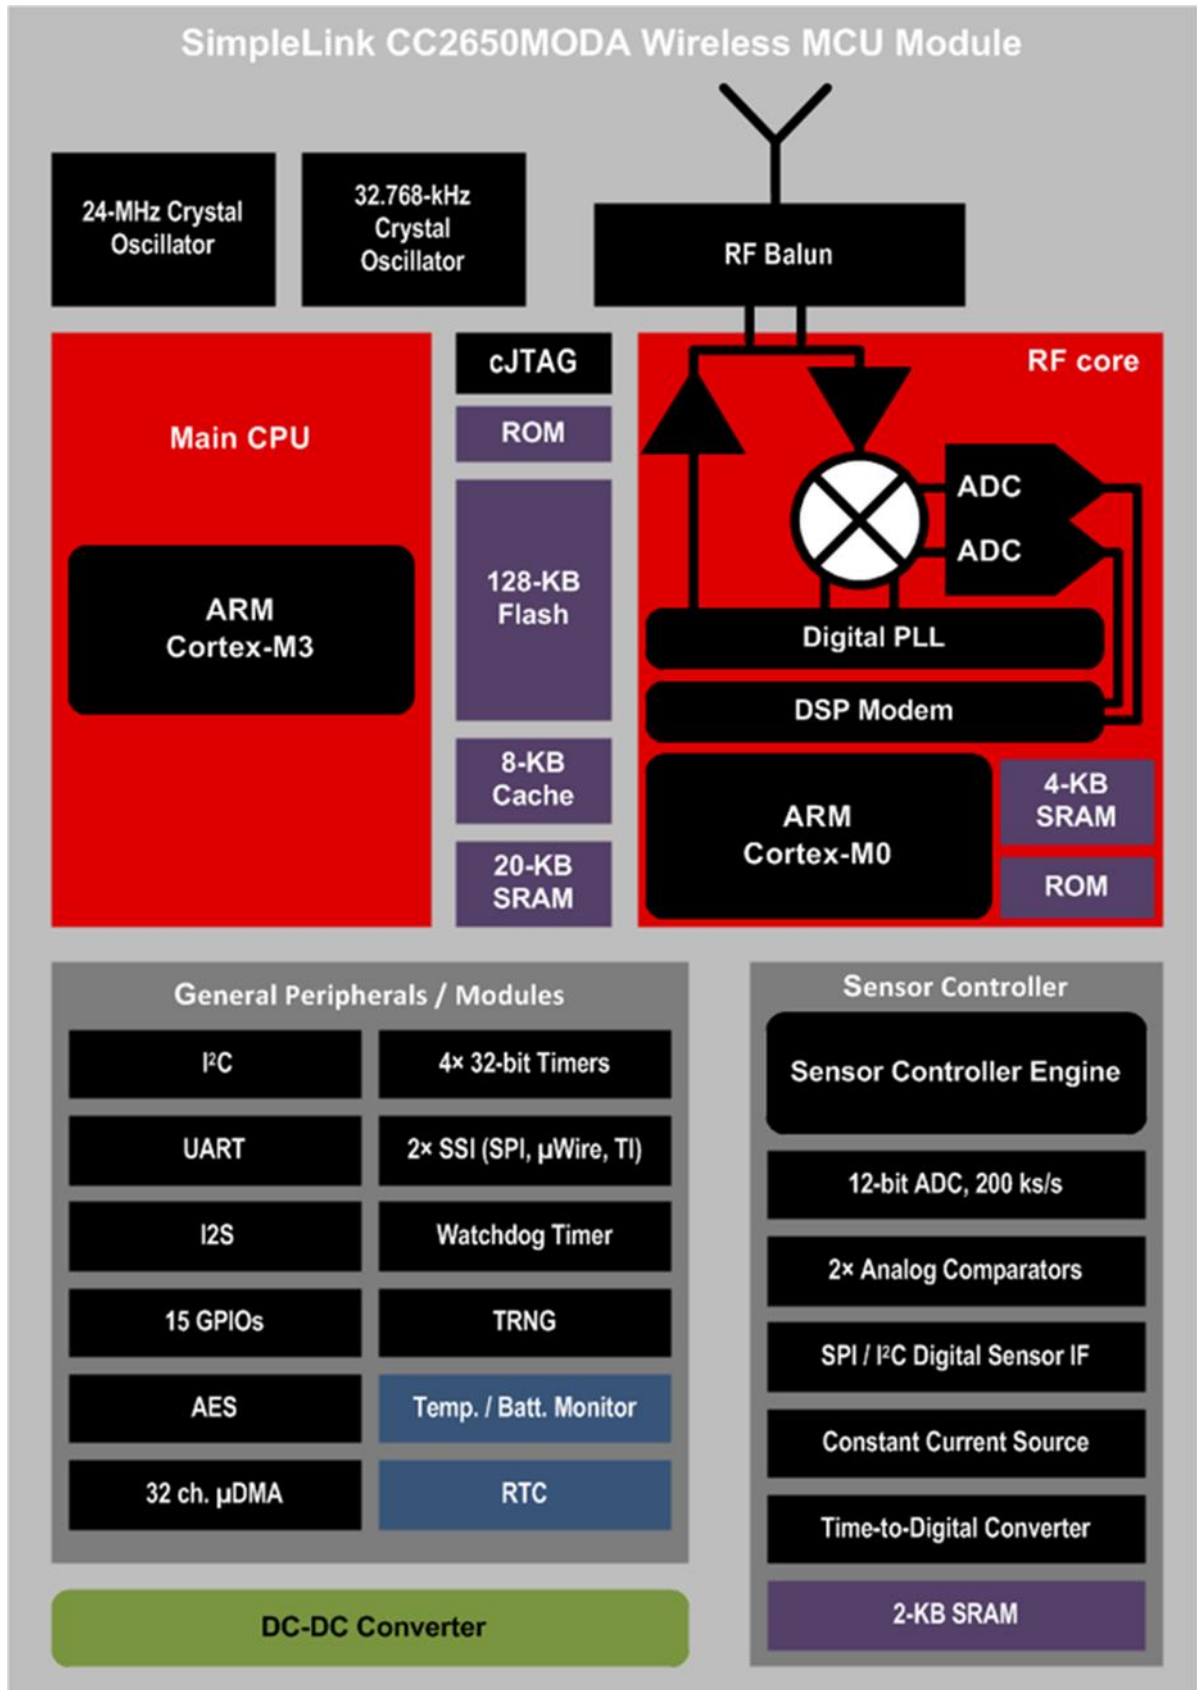 SimpleLink CC2650MODA Wireless MCU Module
24-MHz Crystal
Oscillator
32.768-kHz
Crystal
Oscillator
RF Balun
Main CPU
ARM
Cortex-M3
cJTAG
ROM
128-KB
Flash
8-KB
Cache
20-KB
SRAM
RF core
ADC
ADC
Digital PLL
DSP Modem
ARM
Cortex-M0
4-KB
SRAM
ROM
General Peripherals / Modules
I²C
4× 32-bit Timers
UART
2× SSI (SPI, µWire, TI)
I2S
Watchdog Timer
15 GPIOs
TRNG
AES
Temp. / Batt. Monitor
32 ch. µDMA
RTC
DC-DC Converter
Sensor Controller
Sensor Controller Engine
12-bit ADC, 200 ks/s
2× Analog Comparators
SPI / I²C Digital Sensor IF
Constant Current Source
Time-to-Digital Converter
2-KB SRAM